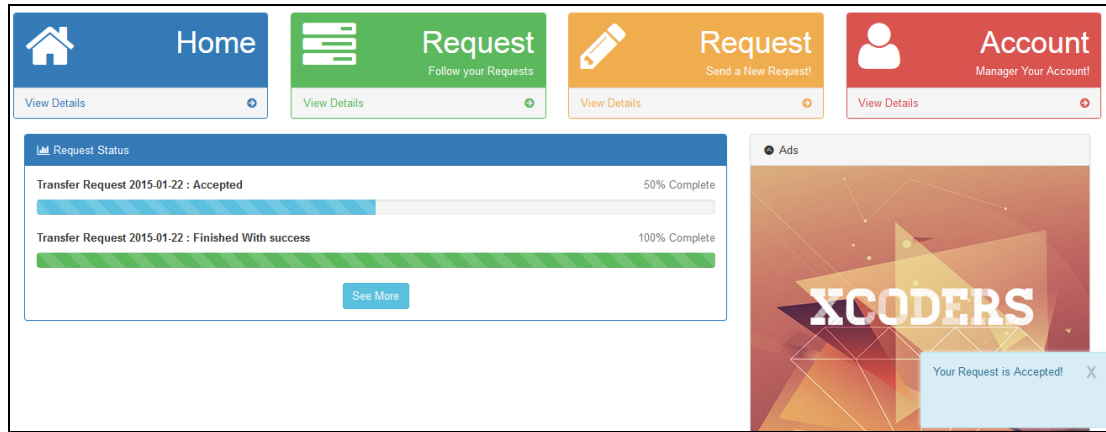 Home
View Details
Request
Follow your Requests
View Details
Request
Send a New Request!
View Details
Account
Manager Your Account!
View Details
Request Status
Transfer Request 2015-01-22 : Accepted
50% Complete
Transfer Request 2015-01-22 : Finished With success
100% Complete
See More
Ads
XCODERS
Your Request is Accepted!
X